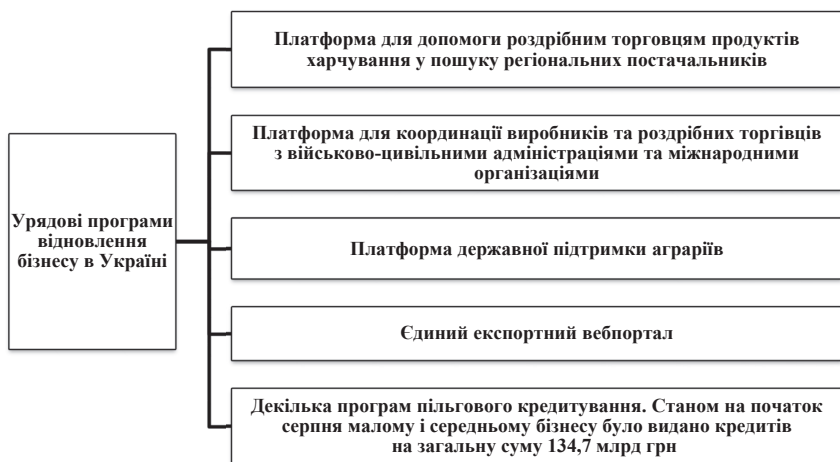 Урядові програми
відновлення
бізнесу в Україні
Платформа для допомоги роздрібним торговцям продуктів
харчування у пошуку регіональних постачальників
Платформа для координації виробників та роздрібних торгівців
з військово-цивільними адміністраціями та міжнародними
організаціями
Платформа державної підтримки аграріїв
Єдиний експортний вебпортал
Декілька програм пільгового кредитування. Станом на початок
серпня малому і середньому бізнесу було видано кредитів
на загальну суму 134,7 млрд грн